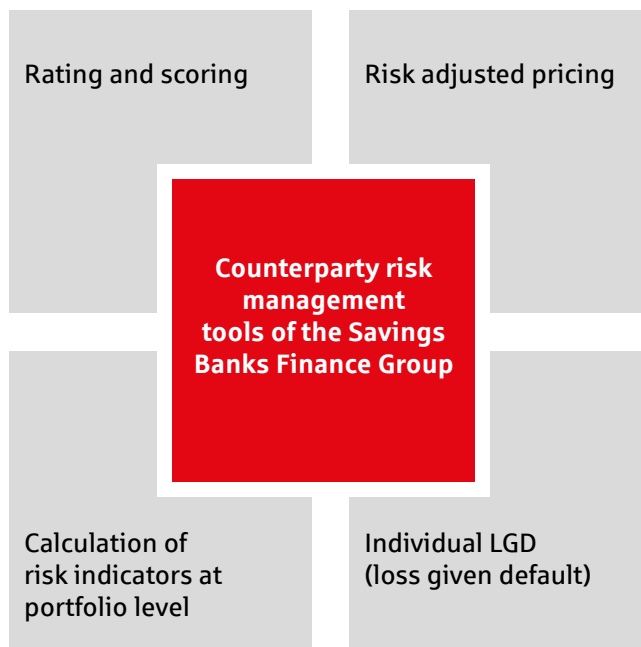 Rating and scoring
Risk adjusted pricing
Counterparty risk
management
tools of the Savings
Banks Finance Group
Calculation of
risk indicators at
portfolio level
Individual LGD
(loss given default)